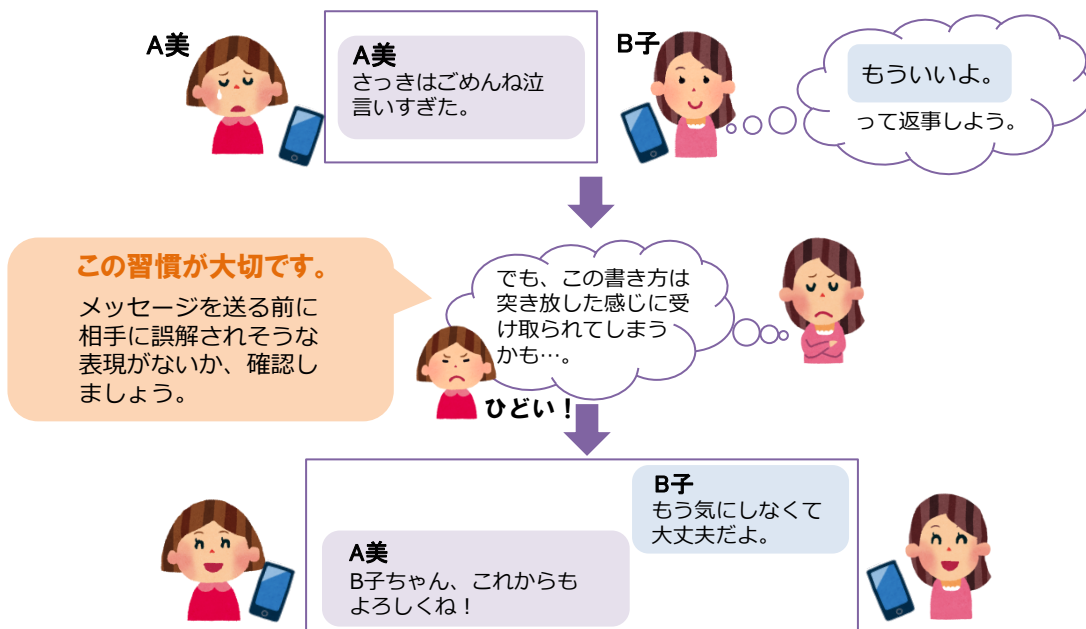 A美
A美
さっきはごめんね泣
言いすぎた。
B子
もういいよ。
って返事しよう。
この習慣が大切です。
メッセージを送る前に
相手に誤解されそうな
表現がないか、確認し
ましょう。
でも、この書き方は
突き放した感じに受
け取られてしまう
かも…。
ひどい！
B子
もう気にしなくて
大丈夫だよ。
A美
B子ちゃん、これからも
よろしくね！